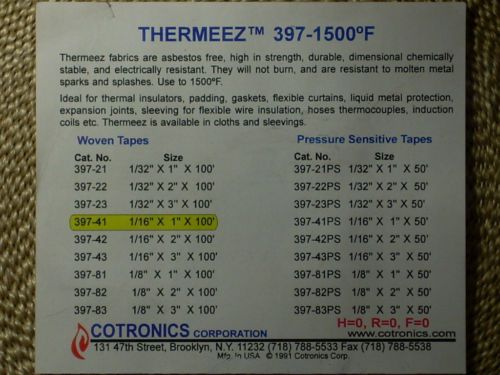 THERMEEZ™ 397-1500ºF
Thermeez fabrics are asbestos free, high in strength, durable, dimensional chemically
stable, and electrically resistant. They will not burn, and are resistant to molten metal
sparks and splashes. Use to 1500ºF.
Ideal for thermal insulators, padding, gaskets, flexible curtains, liquid metal protection,
expansion joints, sleeving for flexible wire insulation, hoses thermocouples, induction
coils etc. Thermeez is available in cloths and sleevings.
Woven Tapes Pressure Sensitive Tapes
Cat. No. Size Cat. No. Size
397-21 1/32" X 1" X 100' 397-21PS 1/32" X 1" X 50'
397-22 1/32" X 2" X 100' 397-22PS 1/32" X 2" X 50'
397-23 1/32" X 3" X 100' 397-23PS 1/32" X 3" X 50'
397-41 1/16" X 1" X 100' 397-41PS 1/16" X 1" X 50'
397-42 1/16" X 2" X 100' 397-42PS 1/16" X 2" X 50'
397-43 1/16" X 3" X 100' 397-43PS 1/16" X 3" X 50'
397-81 1/8" X 1" X 100' 397-81PS 1/8" X 1" X 50'
397-82 1/8" X 2" X 100' 397-82PS 1/8" X 2" X 50'
397-83 1/8" X 3" X 100' 397-83PS 1/8" X 3" X 50'
H=0, R=0, F=0
COTRONICS CORPORATION www.cotronics.com
131 47th Street, Brooklyn, N.Y. 11232 (718) 788-5533 Fax (718) 788-5538
Mfg. In USA © 1991 Cotronics Corp.